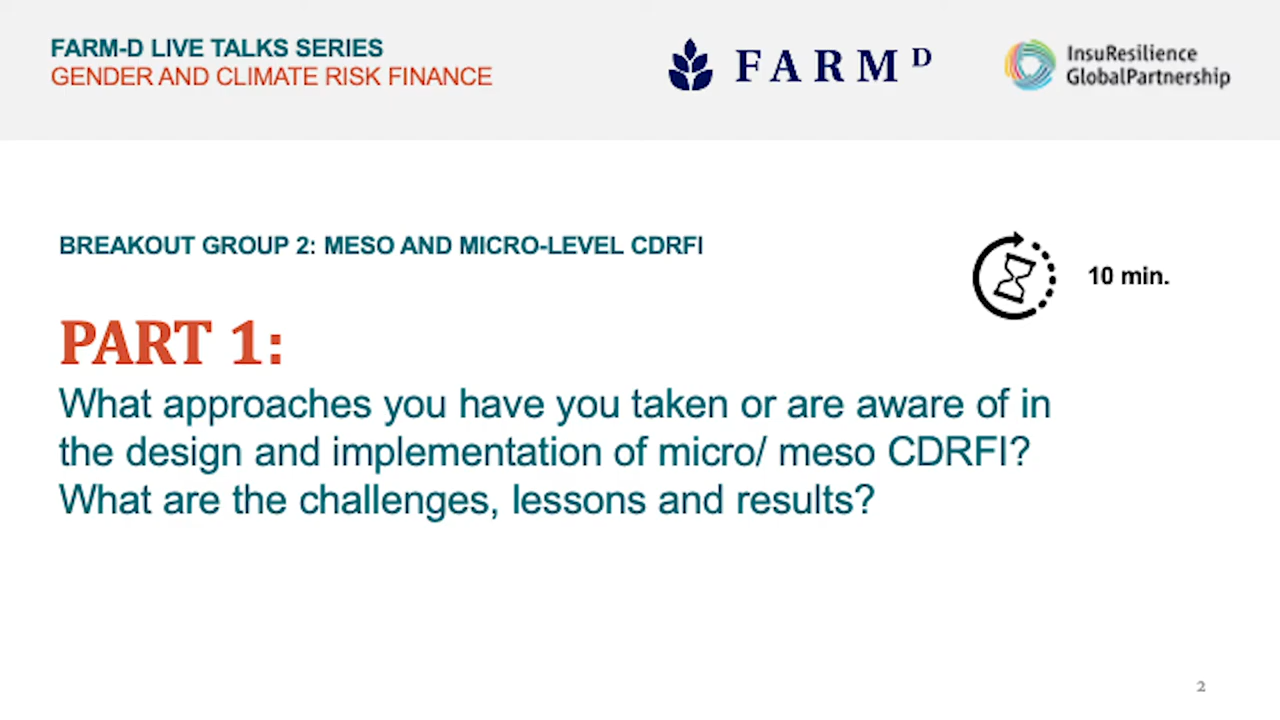 FARM-D LIVE TALKS SERIES
GENDER AND CLIMATE RISK FINANCE
FARM D
InsuResilience
GlobalPartnership
BREAKOUT GROUP 2: MESO AND MICRO-LEVEL CDRFI
10 min.
PART 1:
What approaches you have you taken or are aware of in
the design and implementation of micro/ meso CDRFI?
What are the challenges, lessons and results?
2